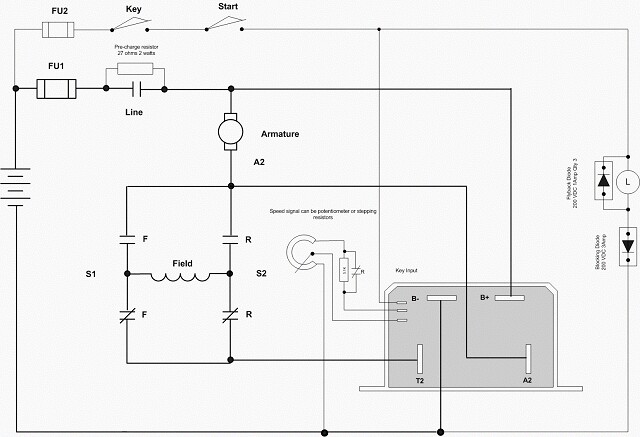 FU2
Key
Start
Pre-charge resistor
27 ohms 2 watts
FU1
Line
Armature
A2
Flyback Diode
200 VDC 1Amp Qty 3
L
Speed signal can be potentiometer or stepping
resistors
F
R
Blocking Diode
200 VDC 3Amp
S1
Field
S2
Key Input
R
B-
B+
F
R
T2
A2